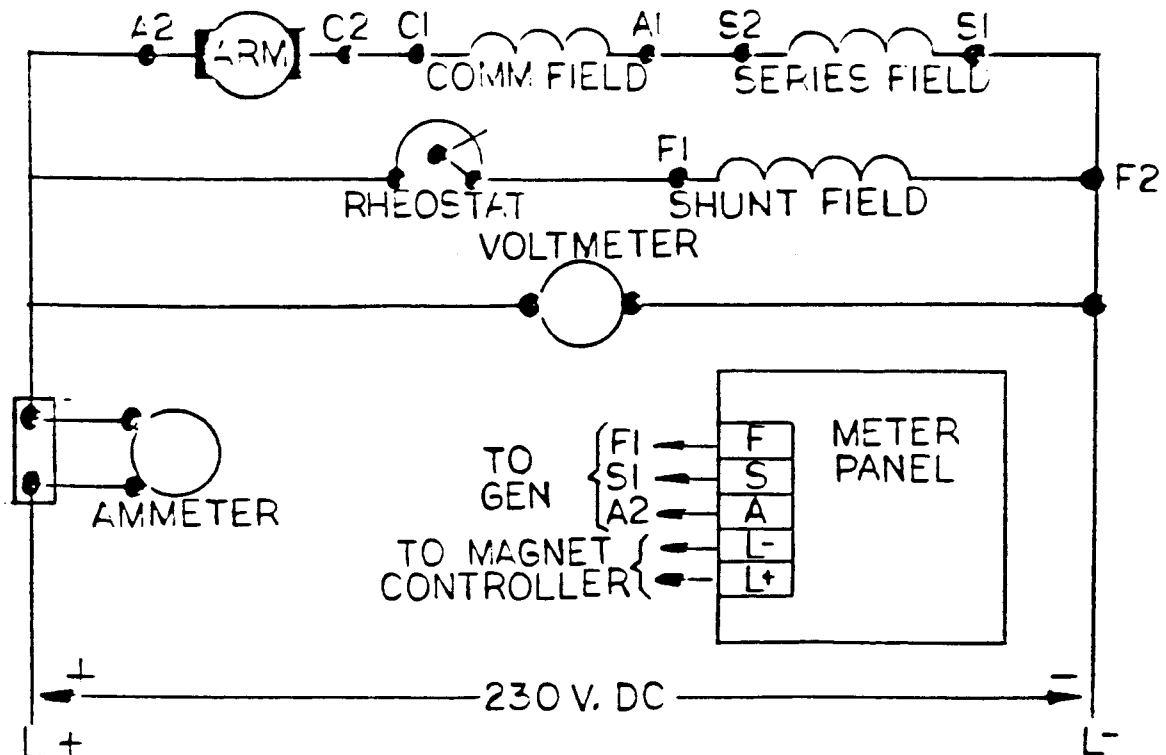 A2 ARM C2 C1 A1 S2 S1
COMM FIELD SERIES FIELD
F1 F2
RHEOSTAT SHUNT FIELD
VOLTMETER
AMMETER
TO GEN
F1 F
S1 S
A2 A
METER PANEL
TO MAGNET CONTROLLER
L-
L+
+ 230 V. DC -
L+ L-